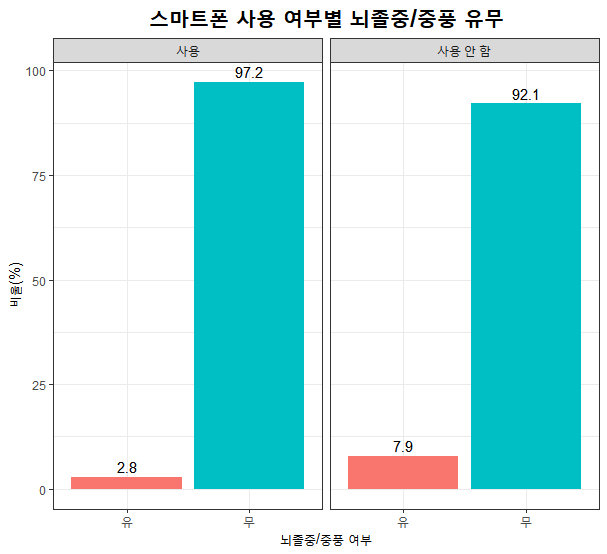 스마트폰 사용 여부별 뇌졸중/중풍 유무
사용
사용 안 함
비율(%)
100
75
50
25
0
2.8
97.2
7.9
92.1
유
무
유
무
뇌졸중/중풍 여부